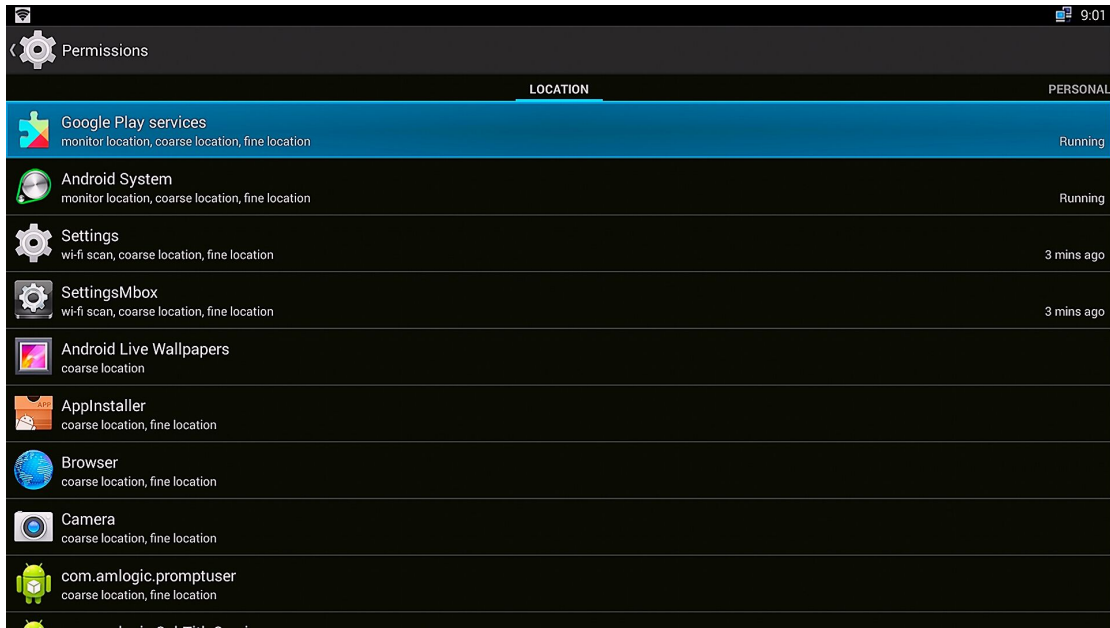 9:01
Permissions
LOCATION
PERSONAL
Google Play services
monitor location, coarse location, fine location
Running
Android System
monitor location, coarse location, fine location
Running
Settings
wi-fi scan, coarse location, fine location
3 mins ago
SettingsMbox
wi-fi scan, coarse location, fine location
3 mins ago
Android Live Wallpapers
coarse location
APP
AppInstaller
coarse location, fine location
Browser
coarse location, fine location
Camera
coarse location, fine location
com.amlogic.promptuser
coarse location, fine location